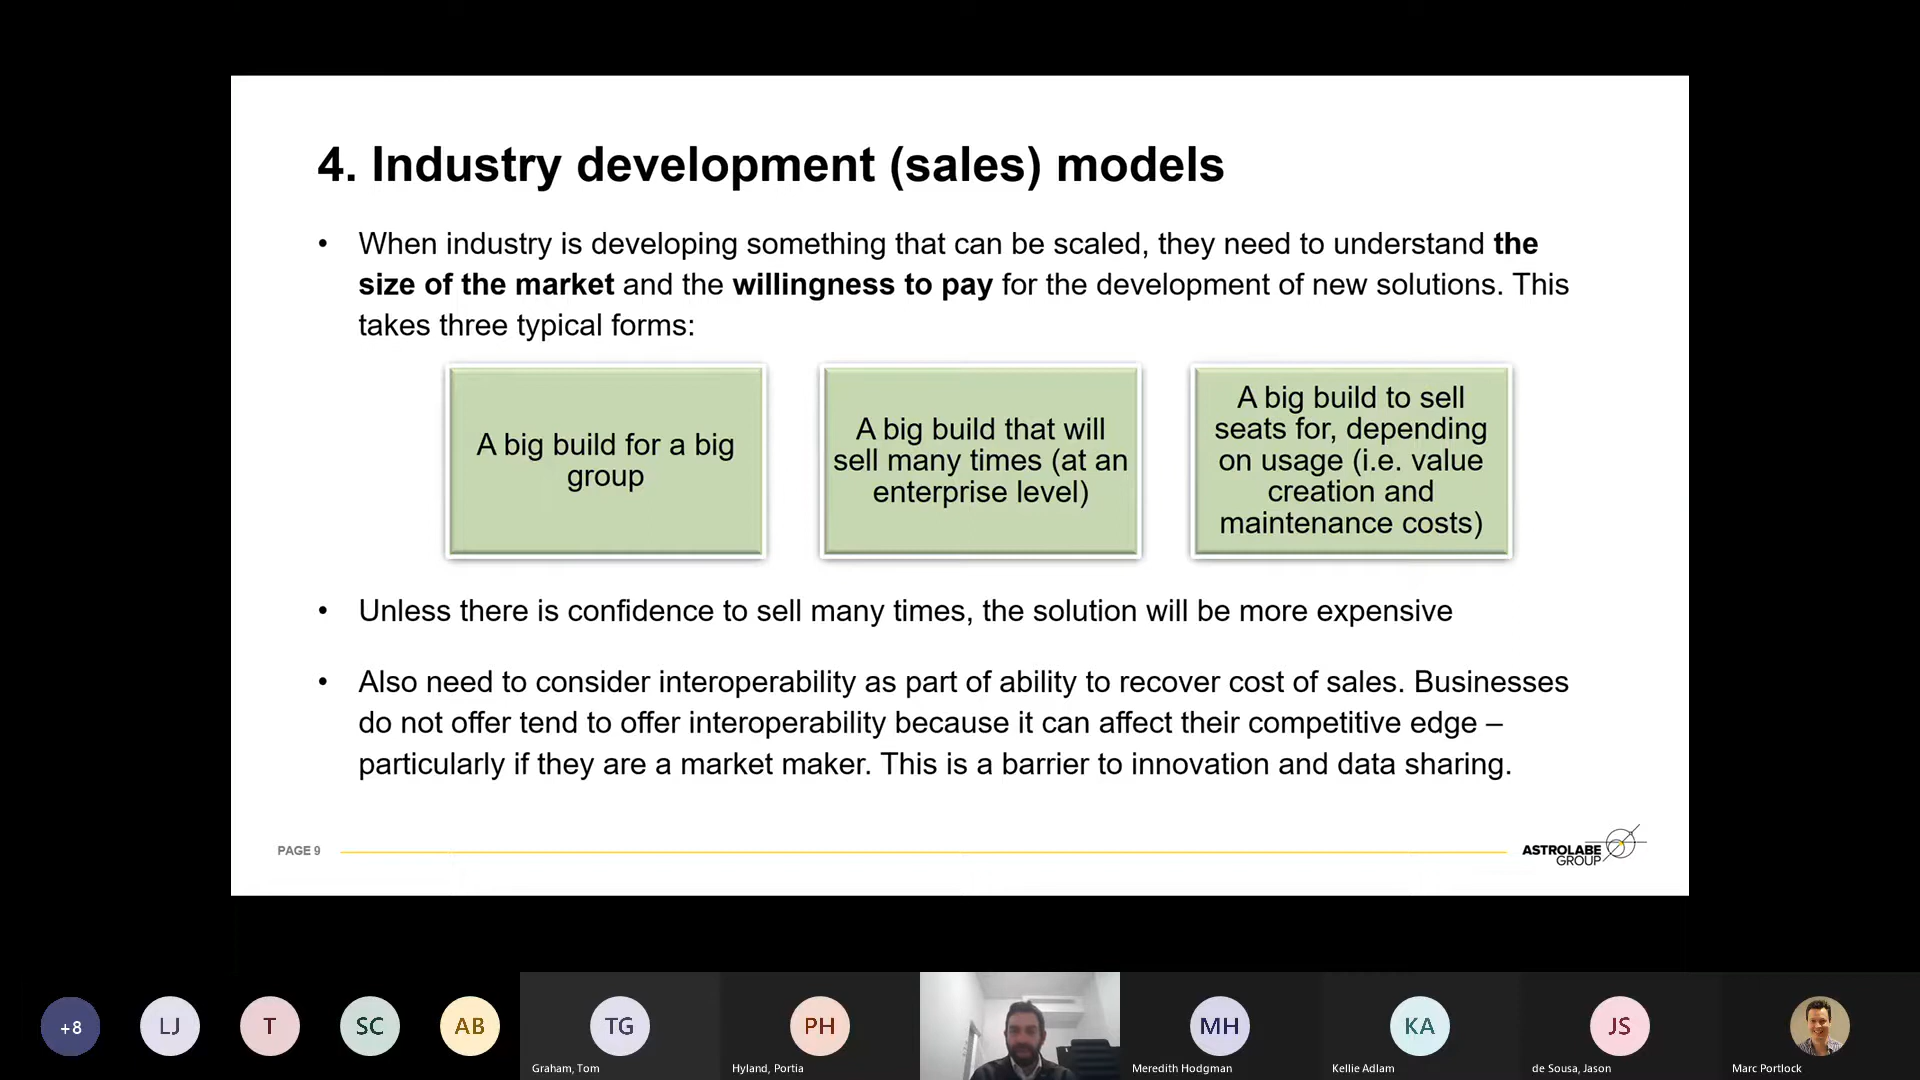 4. Industry development (sales) models
• When industry is developing something that can be scaled, they need to understand the
size of the market and the willingness to pay for the development of new solutions. This
takes three typical forms:
A big build for a big
group
A big build that will
sell many times (at an
enterprise level)
A big build to sell
seats for, depending
on usage (i.e. value
creation and
maintenance costs)
• Unless there is confidence to sell many times, the solution will be more expensive
• Also need to consider interoperability as part of ability to recover cost of sales. Businesses
do not offer tend to offer interoperability because it can affect their competitive edge –
particularly if they are a market maker. This is a barrier to innovation and data sharing.
PAGE 9
ASTROLABE
GROUP
+8
LJ
T
SC
AB
TG
PH
MH
KA
JS
Graham, Tom
Hyland, Portia
Meredith Hodgman
Kellie Adlam
de Sousa, Jason
Marc Portlock